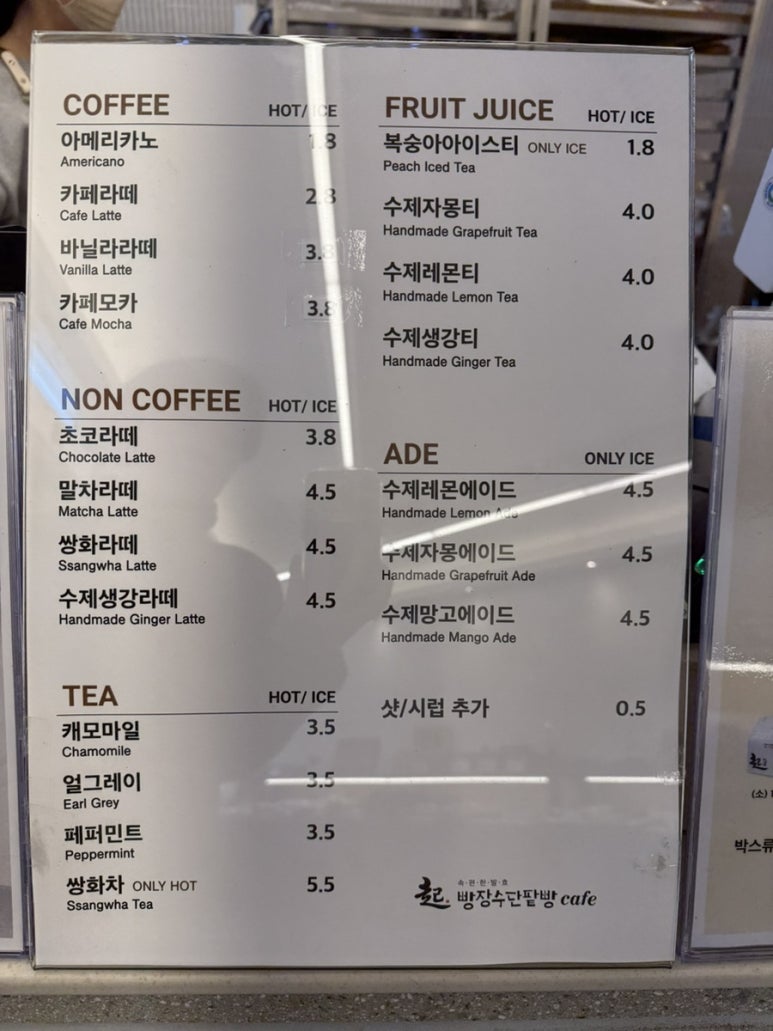 COFFEE HOT/ ICE
아메리카노 1.8
Americano
카페라떼 2.8
Cafe Latte
바닐라라떼 3.8
Vanilla Latte
카페모카 3.8
Cafe Mocha
NON COFFEE HOT/ ICE
초코라떼 3.8
Chocolate Latte
말차라떼 4.5
Matcha Latte
쌍화라떼 4.5
Ssangwha Latte
수제생강라떼 4.5
Handmade Ginger Latte
TEA HOT/ ICE
캐모마일 3.5
Chamomile
얼그레이 3.5
Earl Grey
페퍼민트 3.5
Peppermint
쌍화차 ONLY HOT 5.5
Ssangwha Tea
FRUIT JUICE HOT/ ICE
복숭아아이스티 ONLY ICE 1.8
Peach Iced Tea
수제자몽티 4.0
Handmade Grapefruit Tea
수제레몬티 4.0
Handmade Lemon Tea
수제생강티 4.0
Handmade Ginger Tea
ADE ONLY ICE
수제레몬에이드 4.5
Handmade Lemon Ade
수제자몽에이드 4.5
Handmade Grapefruit Ade
수제망고에이드 4.5
Handmade Mango Ade
샷/시럽 추가 0.5
속·편·한·발·효
起 빵장수단팥빵 cafe
(소)
박스류